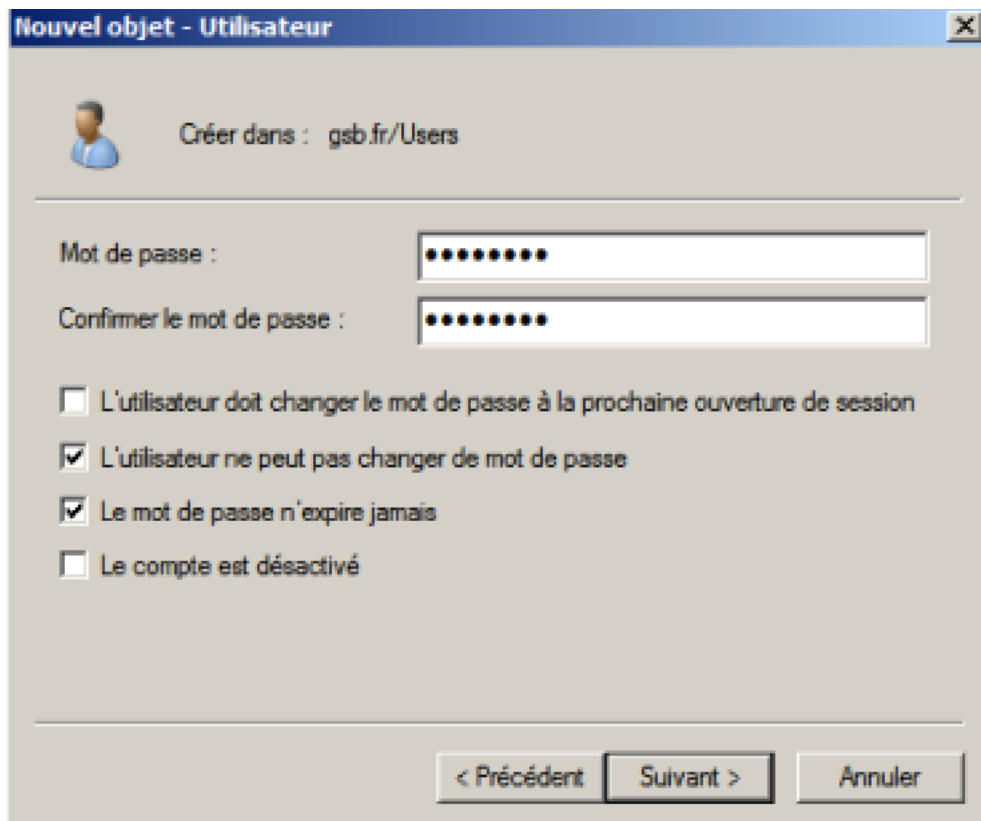 Nouvel objet - Utilisateur
Créer dans : gsb.fr/Users
Mot de passe : ●●●●●●●●
Confirmer le mot de passe : ●●●●●●●●
L'utilisateur doit changer le mot de passe à la prochaine ouverture de session
L'utilisateur ne peut pas changer de mot de passe
Le mot de passe n'expire jamais
Le compte est désactivé
< Précédent Suivant > Annuler